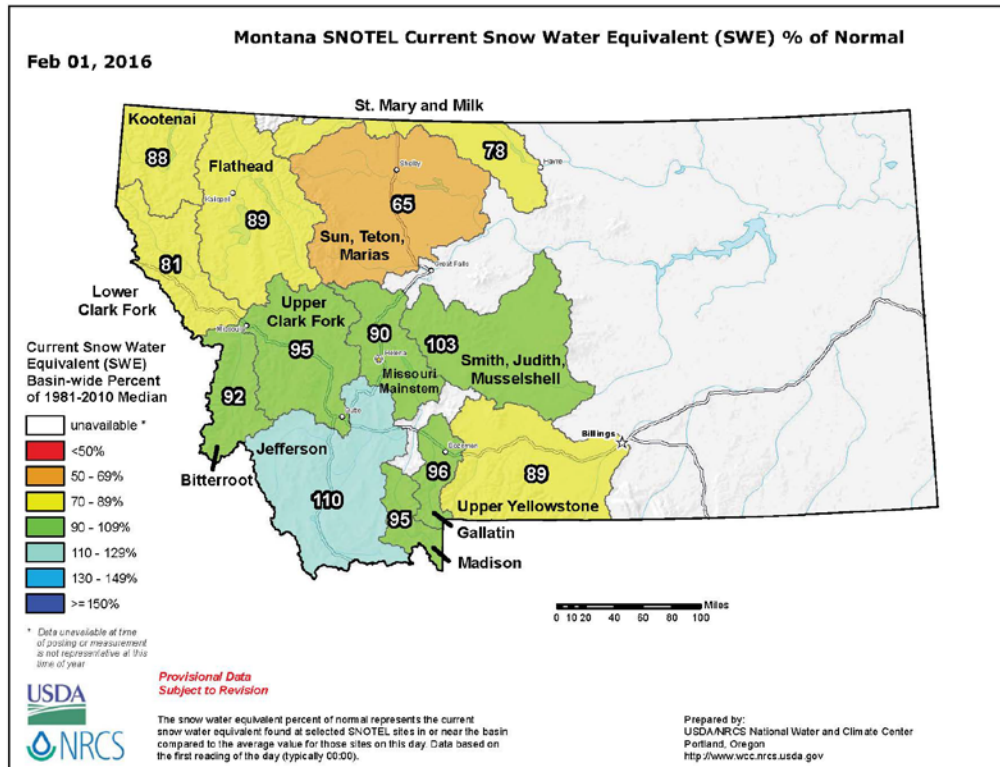 Montana SNOTEL Current Snow Water Equivalent (SWE) % of Normal
Feb 01, 2016
St. Mary and Milk
Kootenai
88
Flathead
Kalispell
89
Shelby
65
Sun, Teton,
Marias
78
Havre
81
Lower
Clark Fork
Great Falls
Upper
Clark Fork
Missoula
95
90
Helena
Missouri
Mainstem
103
Smith, Judith,
Musselshell
92
Bitterroot
Butte
Jefferson
110
Bozeman
96
95
Gallatin
Madison
Billings
89
Upper Yellowstone
Current Snow Water
Equivalent (SWE)
Basin-wide Percent
of 1981-2010 Median
unavailable *
<50%
50 - 69%
70 - 89%
90 - 109%
110 - 129%
130 - 149%
>= 150%
* Data unavailable at time
of posting or measurement
is not representative at this
time of year
Miles
0 10 20 40 60 80 100
USDA
NRCS
Provisional Data
Subject to Revision
The snow water equivalent percent of normal represents the current
snow water equivalent found at selected SNOTEL sites in or near the basin
compared to the average value for those sites on this day. Data based on
the first reading of the day (typically 00:00).
Prepared by:
USDA/NRCS National Water and Climate Center
Portland, Oregon
http://www.wcc.nrcs.usda.gov